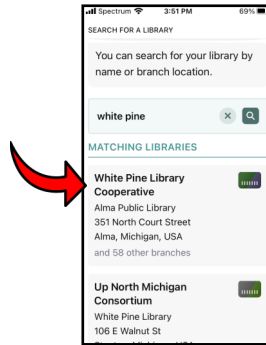 Spectrum 3:51 PM 69%
SEARCH FOR A LIBRARY
You can search for your library by
name or branch location.
white pine
MATCHING LIBRARIES
White Pine Library
Cooperative
Alma Public Library
351 North Court Street
Alma, Michigan, USA
and 58 other branches
Up North Michigan
Consortium
White Pine Library
106 E Walnut St